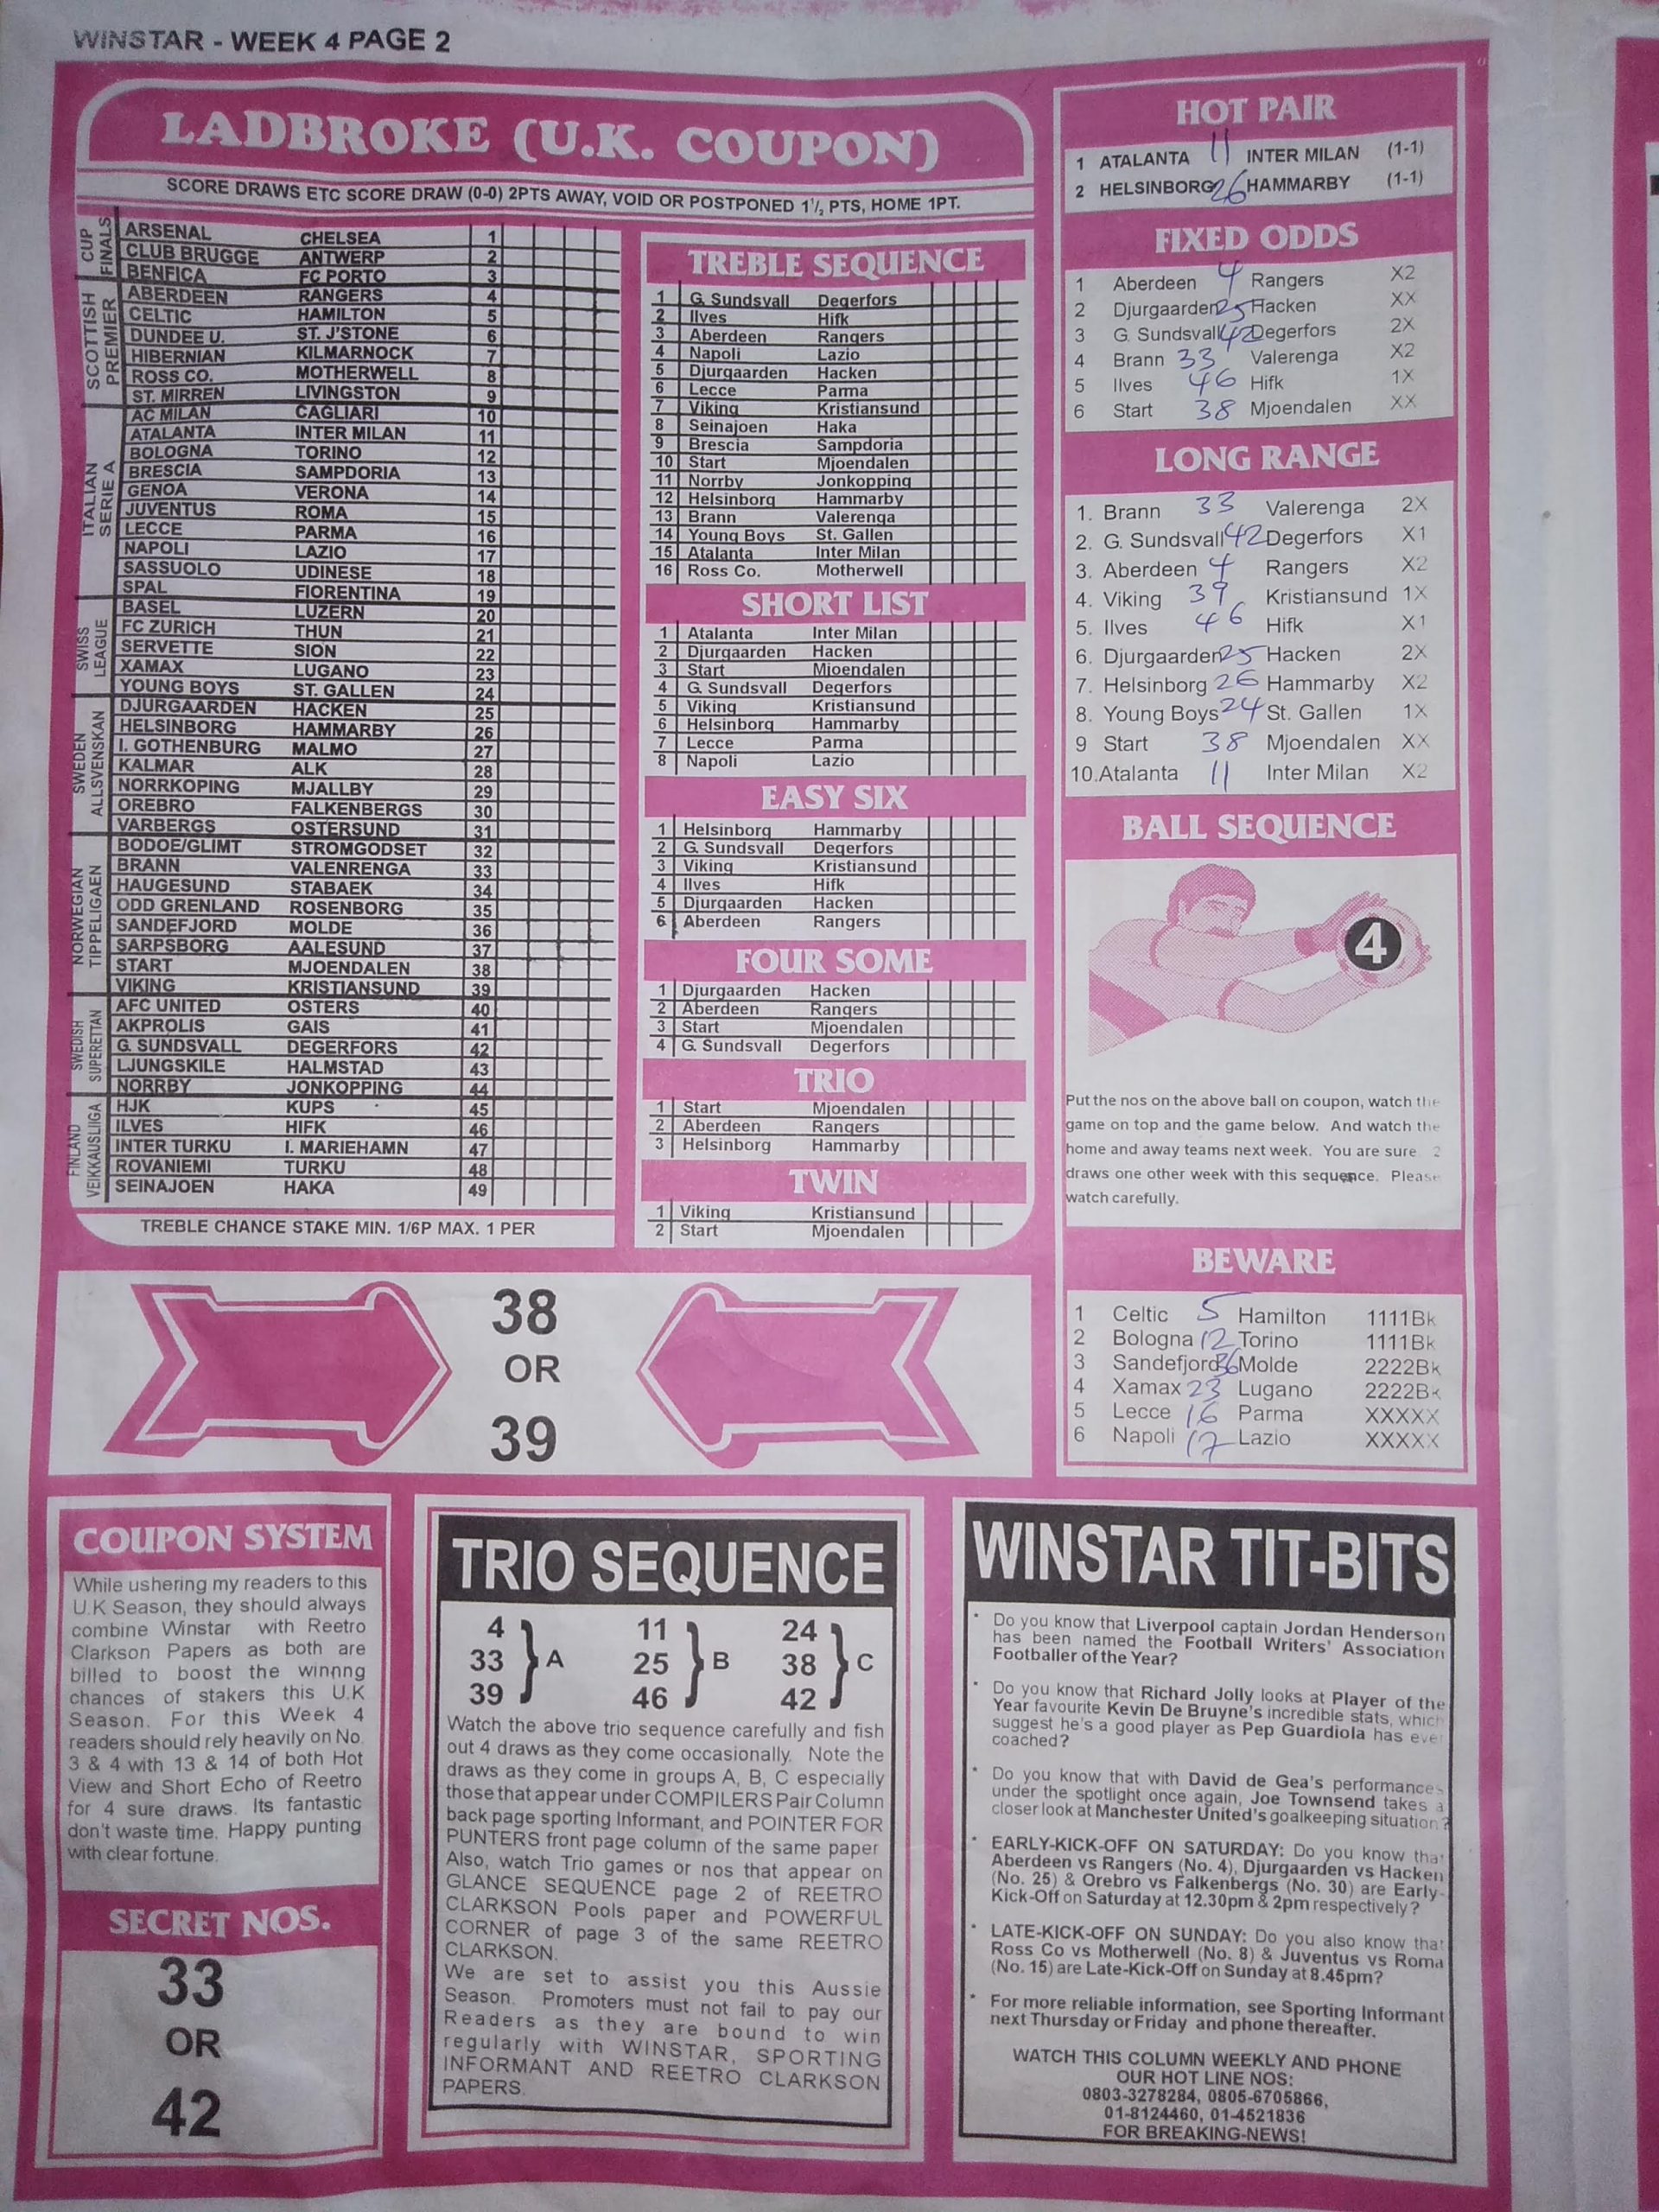 WINSTAR - WEEK 4 PAGE 2
LADBROKE (U.K. COUPON)
SCORE DRAWS ETC SCORE DRAW (0-0) 2PTS AWAY, VOID OR POSTPONED 1½ PTS, HOME 1PT.
CUP FINALS
ARSENAL CHELSEA 1
CLUB BRUGGE ANTWERP 2
BENFICA FC PORTO 3
SCOTTISH PREMIER
ABERDEEN RANGERS 4
CELTIC HAMILTON 5
DUNDEE U. ST. J'STONE 6
HIBERNIAN KILMARNOCK 7
ROSS CO. MOTHERWELL 8
ST. MIRREN LIVINGSTON 9
ITALIAN SERIE A
AC MILAN CAGLIARI 10
ATALANTA INTER MILAN 11
BOLOGNA TORINO 12
BRESCIA SAMPDORIA 13
GENOA VERONA 14
JUVENTUS ROMA 15
LECCE PARMA 16
NAPOLI LAZIO 17
SASSUOLO UDINESE 18
SPAL FIORENTINA 19
SWISS LEAGUE
BASEL LUZERN 20
FC ZURICH THUN 21
SERVETTE SION 22
XAMAX LUGANO 23
YOUNG BOYS ST. GALLEN 24
SWEDEN ALLSVENSKAN
DJURGAARDEN HACKEN 25
HELSINBORG HAMMARBY 26
I. GOTHENBURG MALMO 27
KALMAR ALK 28
NORRKOPING MJALLBY 29
OREBRO FALKENBERGS 30
VARBERGS OSTERSUND 31
NORWEGIAN TIPPELIGAEN
BODOE/GLIMT STROMGODSET 32
BRANN VALENRENGA 33
HAUGESUND STABAEK 34
ODD GRENLAND ROSENBORG 35
SANDEFJORD MOLDE 36
SARPSBORG AALESUND 37
START MJOENDALEN 38
VIKING KRISTIANSUND 39
SWEDISH SUPERETTAN
AFC UNITED OSTERS 40
AKPROLIS GAIS 41
G. SUNDSVALL DEGERFORS 42
LJUNGSKILE HALMSTAD 43
NORRBY JONKOPPING 44
FINLAND VEIKKAUSLIIGA
HJK KUPS 45
ILVES HIFK 46
INTER TURKU I. MARIEHAMN 47
ROVANIEMI TURKU 48
SEINAJOEN HAKA 49
TREBLE CHANCE STAKE MIN. 1/6P MAX. 1 PER
TREBLE SEQUENCE
1 G. Sundsvall Degerfors
2 Ilves Hifk
3 Aberdeen Rangers
4 Napoli Lazio
5 Djurgaarden Hacken
6 Lecce Parma
7 Viking Kristiansund
8 Seinajoen Haka
9 Brescia Sampdoria
10 Start Mjoendalen
11 Norrby Jonkopping
12 Helsinborg Hammarby
13 Brann Valerenga
14 Young Boys St. Gallen
15 Atalanta Inter Milan
16 Ross Co. Motherwell
SHORT LIST
1 Atalanta Inter Milan
2 Djurgaarden Hacken
3 Start Mjoendalen
4 G. Sundsvall Degerfors
5 Viking Kristiansund
6 Helsinborg Hammarby
7 Lecce Parma
8 Napoli Lazio
EASY SIX
1 Helsinborg Hammarby
2 G. Sundsvall Degerfors
3 Viking Kristiansund
4 Ilves Hifk
5 Djurgaarden Hacken
6 Aberdeen Rangers
FOUR SOME
1 Djurgaarden Hacken
2 Aberdeen Rangers
3 Start Mjoendalen
4 G. Sundsvall Degerfors
TRIO
1 Start Mjoendalen
2 Aberdeen Rangers
3 Helsinborg Hammarby
TWIN
1 Viking Kristiansund
2 Start Mjoendalen
HOT PAIR
1 ATALANTA 11 INTER MILAN (1-1)
2 HELSINBORG 26 HAMMARBY (1-1)
FIXED ODDS
1 Aberdeen 4 Rangers X2
2 Djurgaarden 25 Hacken XX
3 G. Sundsvall 42 Degerfors 2X
4 Brann 33 Valerenga X2
5 Ilves 46 Hifk 1X
6 Start 38 Mjoendalen XX
LONG RANGE
1. Brann 33 Valerenga 2X
2. G. Sundsvall 42 Degerfors X1
3. Aberdeen 4 Rangers X2
4. Viking 39 Kristiansund 1X
5. Ilves 46 Hifk X1
6. Djurgaarden 25 Hacken 2X
7. Helsinborg 26 Hammarby X2
8. Young Boys 24 St. Gallen 1X
9 Start 38 Mjoendalen XX
10.Atalanta 11 Inter Milan X2
BALL SEQUENCE
4
Put the nos on the above ball on coupon, watch the
game on top and the game below. And watch the
home and away teams next week. You are sure 2
draws one other week with this sequence. Please
watch carefully.
BEWARE
1 Celtic 5 Hamilton 1111Bk
2 Bologna 12 Torino 1111Bk
3 Sandefjord 36 Molde 2222Bk
4 Xamax 23 Lugano 2222Bk
5 Lecce 16 Parma XXXXX
6 Napoli 17 Lazio XXXXX
38
OR
39
COUPON SYSTEM
While ushering my readers to this
U.K Season, they should always
combine Winstar with Reetro
Clarkson Papers as both are
billed to boost the winnng
chances of stakers this U.K
Season. For this Week 4
readers should rely heavily on No.
3 & 4 with 13 & 14 of both Hot
View and Short Echo of Reetro
for 4 sure draws. Its fantastic
don't waste time. Happy punting
with clear fortune.
SECRET NOS.
33
OR
42
TRIO SEQUENCE
4 11 24
33 A 25 B 38 C
39 46 42
Watch the above trio sequence carefully and fish
out 4 draws as they come occasionally. Note the
draws as they come in groups A, B, C especially
those that appear under COMPILERS Pair Column
back page sporting Informant, and POINTER FOR
PUNTERS front page column of the same paper
Also, watch Trio games or nos that appear on
GLANCE SEQUENCE page 2 of REETRO
CLARKSON Pools paper and POWERFUL
CORNER of page 3 of the same REETRO
CLARKSON.
We are set to assist you this Aussie
Season. Promoters must not fail to pay our
Readers as they are bound to win
regularly with WINSTAR, SPORTING
INFORMANT AND REETRO CLARKSON
PAPERS.
WINSTAR TIT-BITS
* Do you know that Liverpool captain Jordan Henderson
has been named the Football Writers' Association
Footballer of the Year?
* Do you know that Richard Jolly looks at Player of the
Year favourite Kevin De Bruyne's incredible stats, which
suggest he's a good player as Pep Guardiola has ever
coached?
* Do you know that with David de Gea's performances
under the spotlight once again, Joe Townsend takes a
closer look at Manchester United's goalkeeping situation?
* EARLY-KICK-OFF ON SATURDAY: Do you know that
Aberdeen vs Rangers (No. 4), Djurgaarden vs Hacken
(No. 25) & Orebro vs Falkenbergs (No. 30) are Early-
Kick-Off on Saturday at 12.30pm & 2pm respectively?
* LATE-KICK-OFF ON SUNDAY: Do you also know that
Ross Co vs Motherwell (No. 8) & Juventus vs Roma
(No. 15) are Late-Kick-Off on Sunday at 8.45pm?
* For more reliable information, see Sporting Informant
next Thursday or Friday and phone thereafter.
WATCH THIS COLUMN WEEKLY AND PHONE
OUR HOT LINE NOS:
0803-3278284, 0805-6705866,
01-8124460, 01-4521836
FOR BREAKING-NEWS!